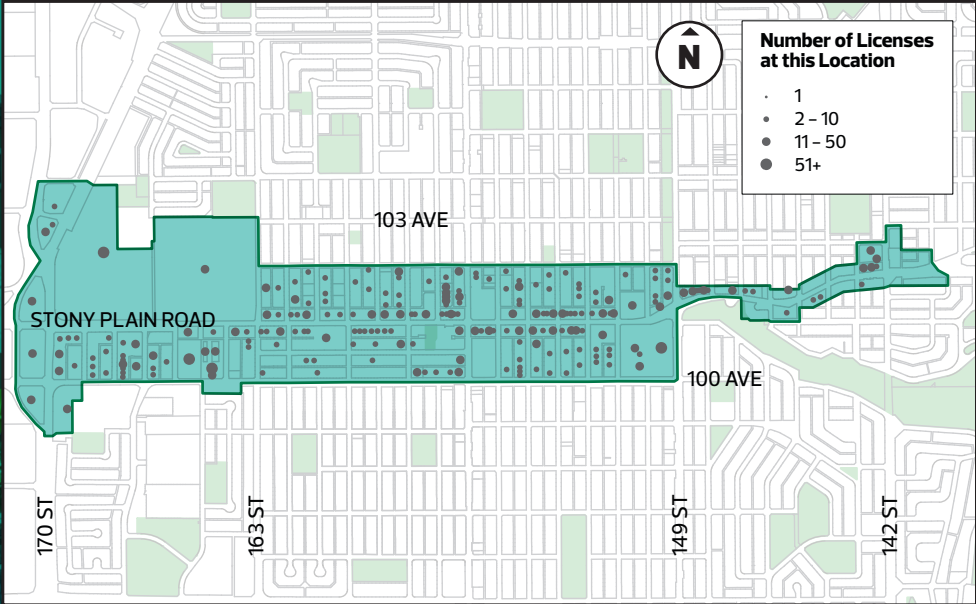 N
Number of Licenses
at this Location
1
2 – 10
11 – 50
51+
103 AVE
STONY PLAIN ROAD
100 AVE
170 ST
163 ST
149 ST
142 ST